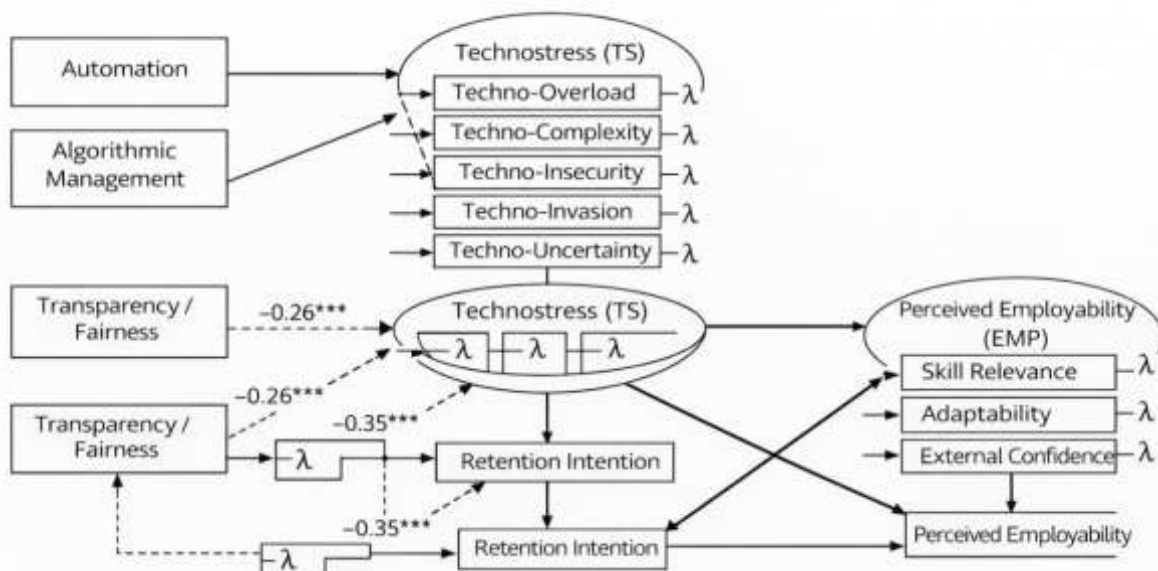 Automation
Algorithmic
Management
Technostress (TS)
Techno-Overload
λ
Techno-Complexity
λ
Techno-Insecurity
λ
Techno-Invasion
λ
Techno-Uncertainty
λ
Transparency /
Fairness
−0.26***
Technostress (TS)
λ
λ
λ
Perceived Employability
(EMP)
Skill Relevance
λ
Adaptability
λ
External Confidence
λ
Transparency /
Fairness
−0.26***
−0.35***
λ
Retention Intention
−0.35***
λ
Retention Intention
Perceived Employability